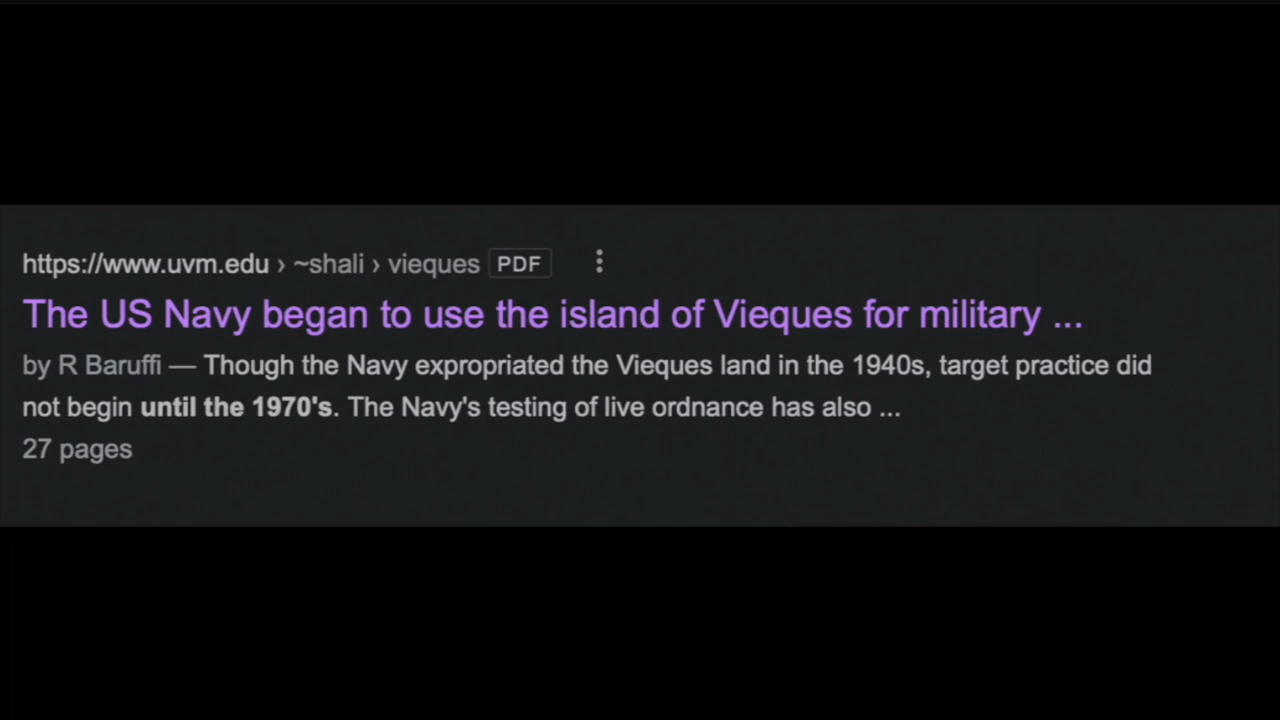 https://www.uvm.edu › ~shali › vieques PDF
The US Navy began to use the island of Vieques for military ...
by R Baruffi — Though the Navy expropriated the Vieques land in the 1940s, target practice did
not begin until the 1970's. The Navy's testing of live ordnance has also ...
27 pages